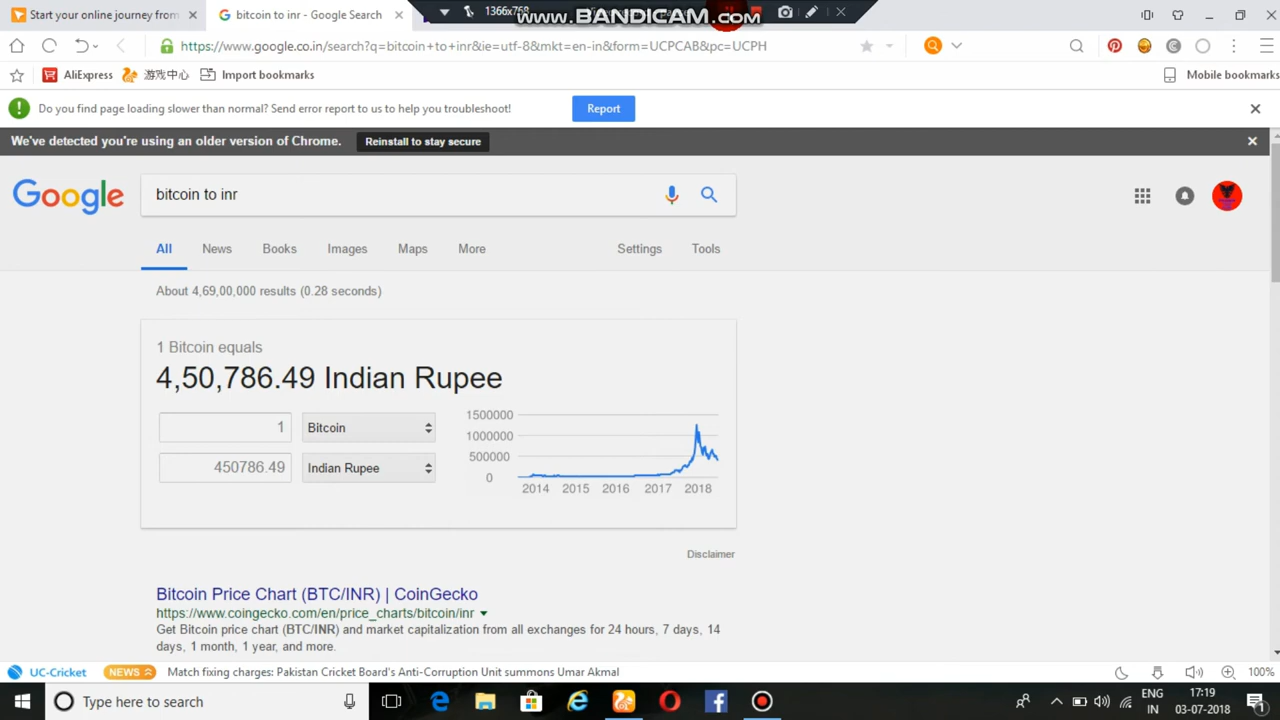 Start your online journey from
bitcoin to inr - Google Search
1366x768
www.BANDICAM.com
https://www.google.co.in/search?q=bitcoin+to+inr&ie=utf-8&mkt=en-in&form=UCPCAB&pc=UCPH
AliExpress
游戏中心
Import bookmarks
Mobile bookmarks
Do you find page loading slower than normal? Send error report to us to help you troubleshoot!
Report
We've detected you're using an older version of Chrome.
Reinstall to stay secure
Google
bitcoin to inr
All
News
Books
Images
Maps
More
Settings
Tools
About 4,69,00,000 results (0.28 seconds)
1 Bitcoin equals
4,50,786.49 Indian Rupee
1
Bitcoin
450786.49
Indian Rupee
1500000
1000000
500000
0
2014 2015 2016 2017 2018
Disclaimer
Bitcoin Price Chart (BTC/INR) | CoinGecko
https://www.coingecko.com/en/price_charts/bitcoin/inr
Get Bitcoin price chart (BTC/INR) and market capitalization from all exchanges for 24 hours, 7 days, 14
days, 1 month, 1 year, and more.
UC-Cricket
NEWS
Match fixing charges: Pakistan Cricket Board's Anti-Corruption Unit summons Umar Akmal
100%
Type here to search
ENG
IN
17:19
03-07-2018
1